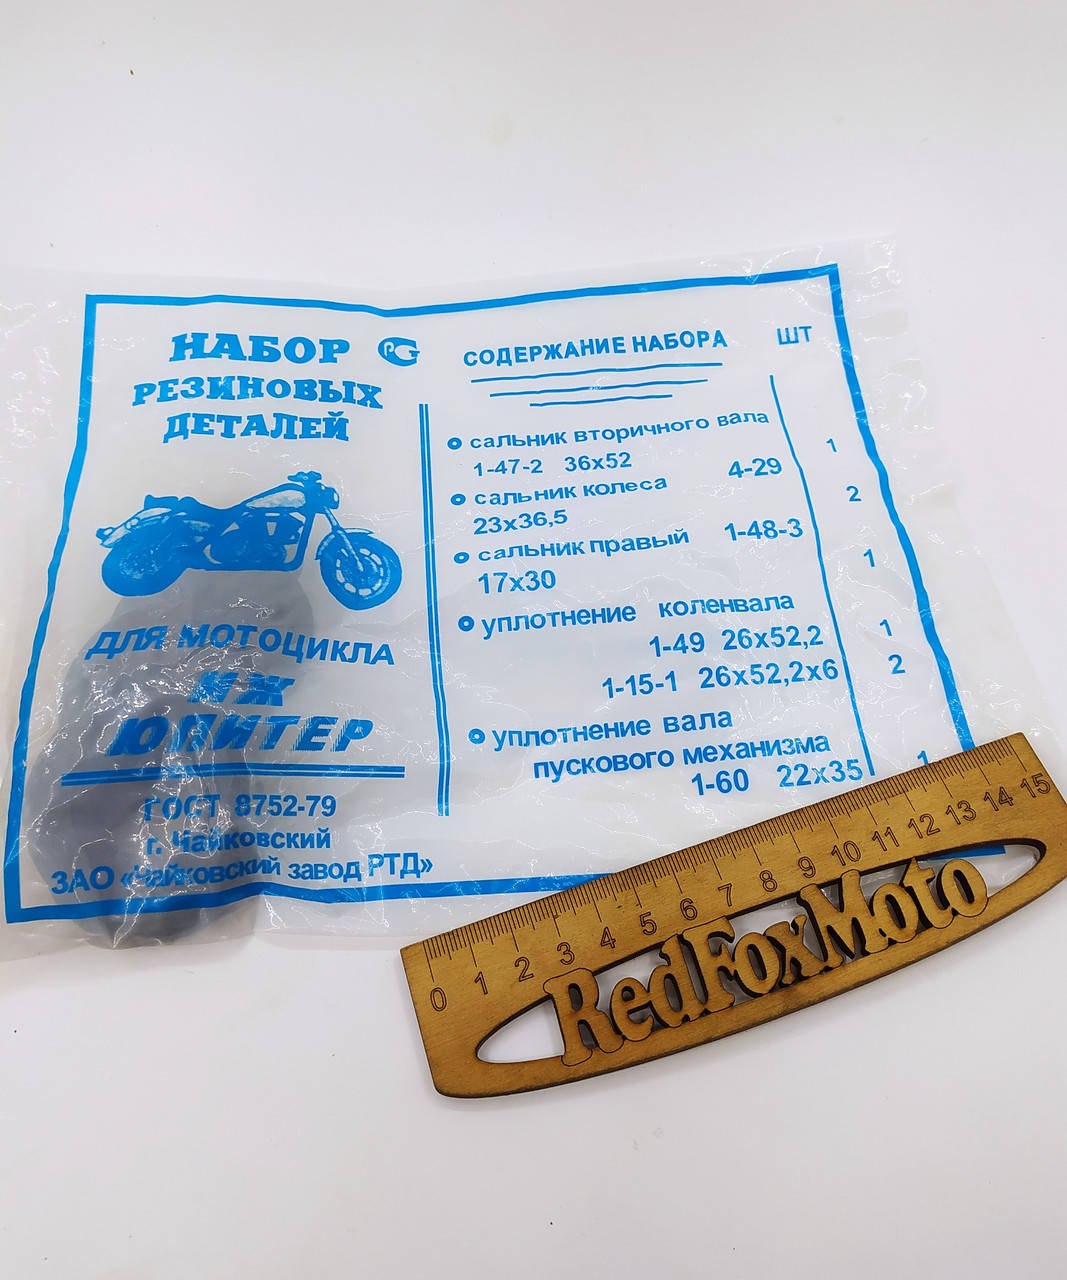 НАБОР
РЕЗИНОВЫХ
ДЕТАЛЕЙ
ДЛЯ МОТОЦИКЛА
ИЖ
ЮПИТЕР
ГОСТ 8752-79
г. Чайковский
ЗАО «Чайковский завод РТД»
СОДЕРЖАНИЕ НАБОРА ШТ
сальник вторичного вала
1-47-2 36х52 1
сальник колеса 4-29
23х36,5 2
сальник правый 1-48-3
17х30 1
уплотнение коленвала
1-49 26х52,2 1
1-15-1 26х52,2х6 2
уплотнение вала
пускового механизма
1-60 22х35 1
0 1 2 3 4 5 6 7 8 9 10 11 12 13 14 15
RedFoxMoto